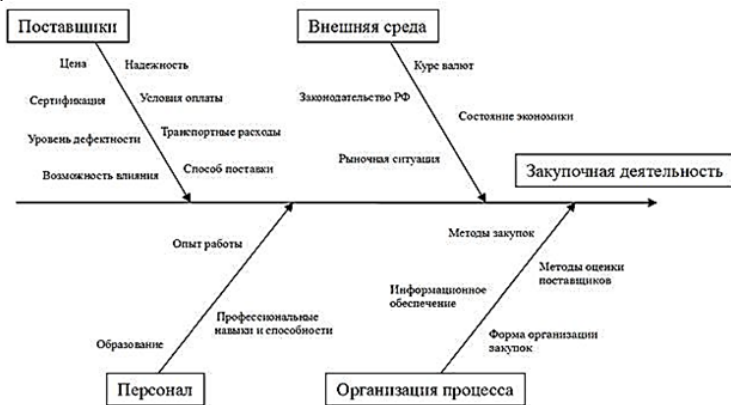 Поставщики
Внешняя среда
Цена
Надежность
Курс валют
Сертификация
Условия оплаты
Законодательство РФ
Состояние экономики
Уровень дефектности
Транспортные расходы
Рыночная ситуация
Возможность влияния
Способ поставки
Закупочная деятельность
Опыт работы
Методы закупок
Методы оценки
поставщиков
Информационное
обеспечение
Профессиональные
навыки и способности
Образование
Форма организации
закупок
Персонал
Организация процесса